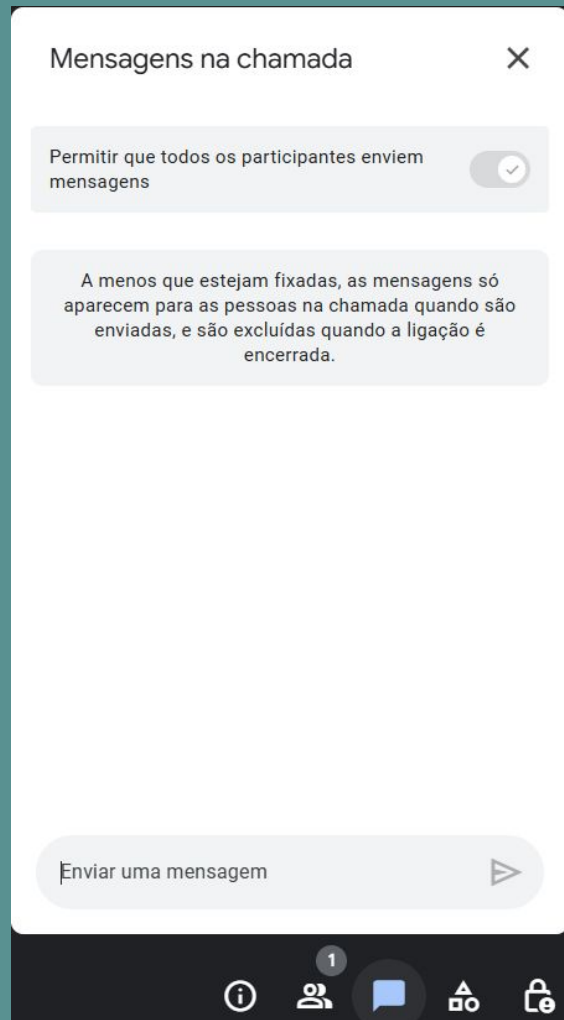 Mensagens na chamada
Permitir que todos os participantes enviem
mensagens
A menos que estejam fixadas, as mensagens só
aparecem para as pessoas na chamada quando são
enviadas, e são excluídas quando a ligação é
encerrada.
Enviar uma mensagem
1